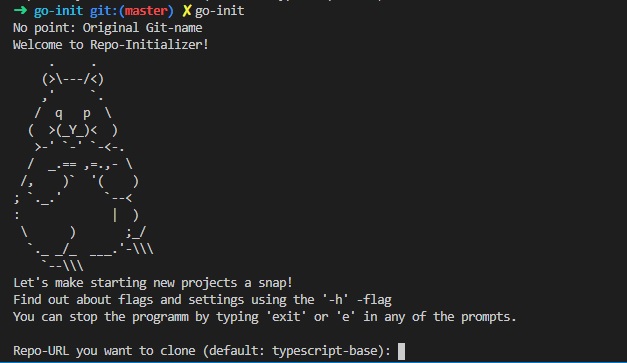 → go-init git:(master) ✗ go-init
No point: Original Git-name
Welcome to Repo-Initializer!
     .     .
    (>\---/<)
    ,'     `.
   /  q   p  \
  (  >(_Y_)<  )
   >-' `-' `-<-.
  /  _.== ,=.,- \
 /,    )`  '(    )
; `._.'      `--<
:             |  )
 \      )       ;_/
  `._ _/_  ___.'-\\\
    `--\\\
Let's make starting new projects a snap!
Find out about flags and settings using the '-h' -flag
You can stop the programm by typing 'exit' or 'e' in any of the prompts.

Repo-URL you want to clone (default: typescript-base):